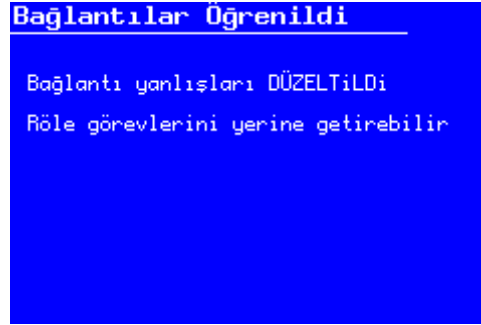 Bağlantılar Öğrenildi
Bağlantı yanlışları DÜZELTiLDi
Röle görevlerini yerine getirebilir